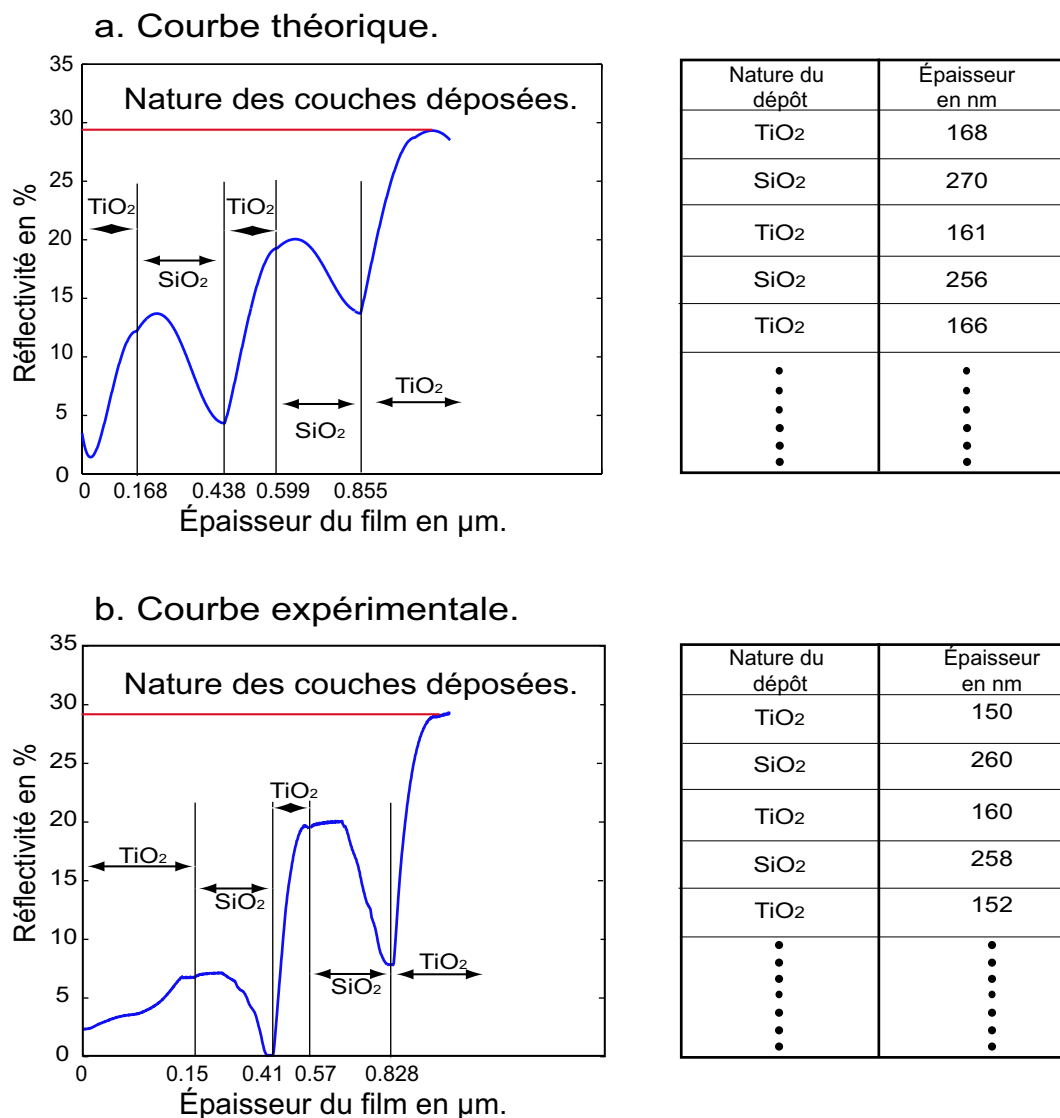 a. Courbe théorique.
35
30
25
20
15
10
5
0
Réflectivité en %
Nature des couches déposées.
TiO2
SiO2
TiO2
SiO2
TiO2
0 0.168 0.438 0.599 0.855
Épaisseur du film en µm.
Nature du dépôt Épaisseur en nm
TiO2 168
SiO2 270
TiO2 161
SiO2 256
TiO2 166
b. Courbe expérimentale.
35
30
25
20
15
10
5
0
Réflectivité en %
Nature des couches déposées.
TiO2
SiO2
TiO2
SiO2
TiO2
0 0.15 0.41 0.57 0.828
Épaisseur du film en µm.
Nature du dépôt Épaisseur en nm
TiO2 150
SiO2 260
TiO2 160
SiO2 258
TiO2 152